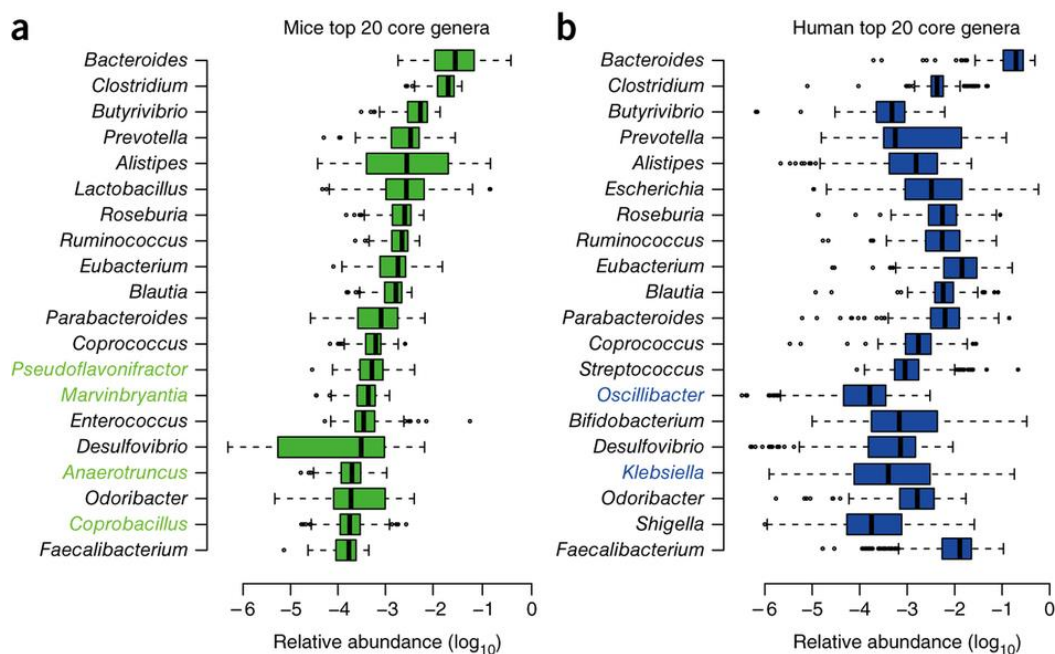 a
Mice top 20 core genera
Bacteroides
Clostridium
Butyrivibrio
Prevotella
Alistipes
Lactobacillus
Roseburia
Ruminococcus
Eubacterium
Blautia
Parabacteroides
Coprococcus
Pseudoflavonifractor
Marvinbryantia
Enterococcus
Desulfovibrio
Anaerotruncus
Odoribacter
Coprobacillus
Faecalibacterium
−6 −5 −4 −3 −2 −1 0
Relative abundance (log10)
b
Human top 20 core genera
Bacteroides
Clostridium
Butyrivibrio
Prevotella
Alistipes
Escherichia
Roseburia
Ruminococcus
Eubacterium
Blautia
Parabacteroides
Coprococcus
Streptococcus
Oscillibacter
Bifidobacterium
Desulfovibrio
Klebsiella
Odoribacter
Shigella
Faecalibacterium
−6 −5 −4 −3 −2 −1 0
Relative abundance (log10)